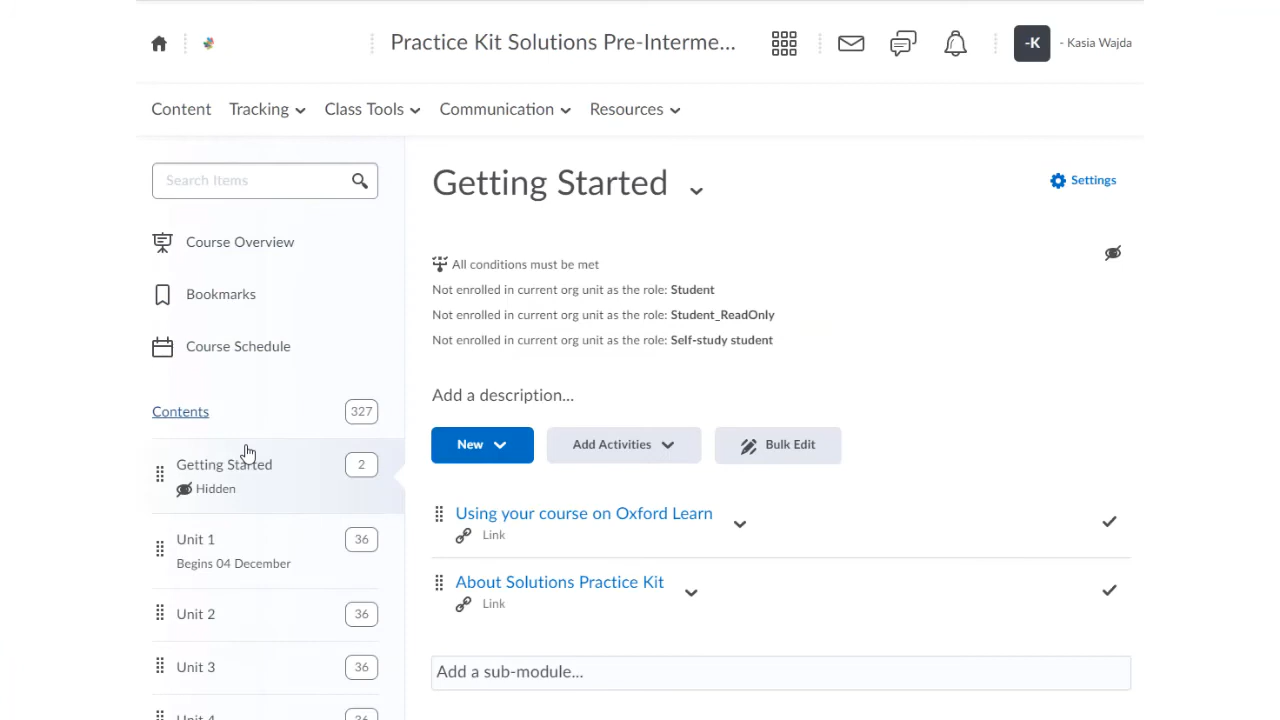 Practice Kit Solutions Pre-Interme...
-K
- Kasia Wajda
Content
Tracking
Class Tools
Communication
Resources
Search Items
Course Overview
Bookmarks
Course Schedule
Contents
327
Getting Started
2
Hidden
Unit 1
36
Begins 04 December
Unit 2
36
Unit 3
36
Unit 4
36
Getting Started
Settings
All conditions must be met
Not enrolled in current org unit as the role: Student
Not enrolled in current org unit as the role: Student_ReadOnly
Not enrolled in current org unit as the role: Self-study student
Add a description...
New
Add Activities
Bulk Edit
Using your course on Oxford Learn
Link
About Solutions Practice Kit
Link
Add a sub-module...